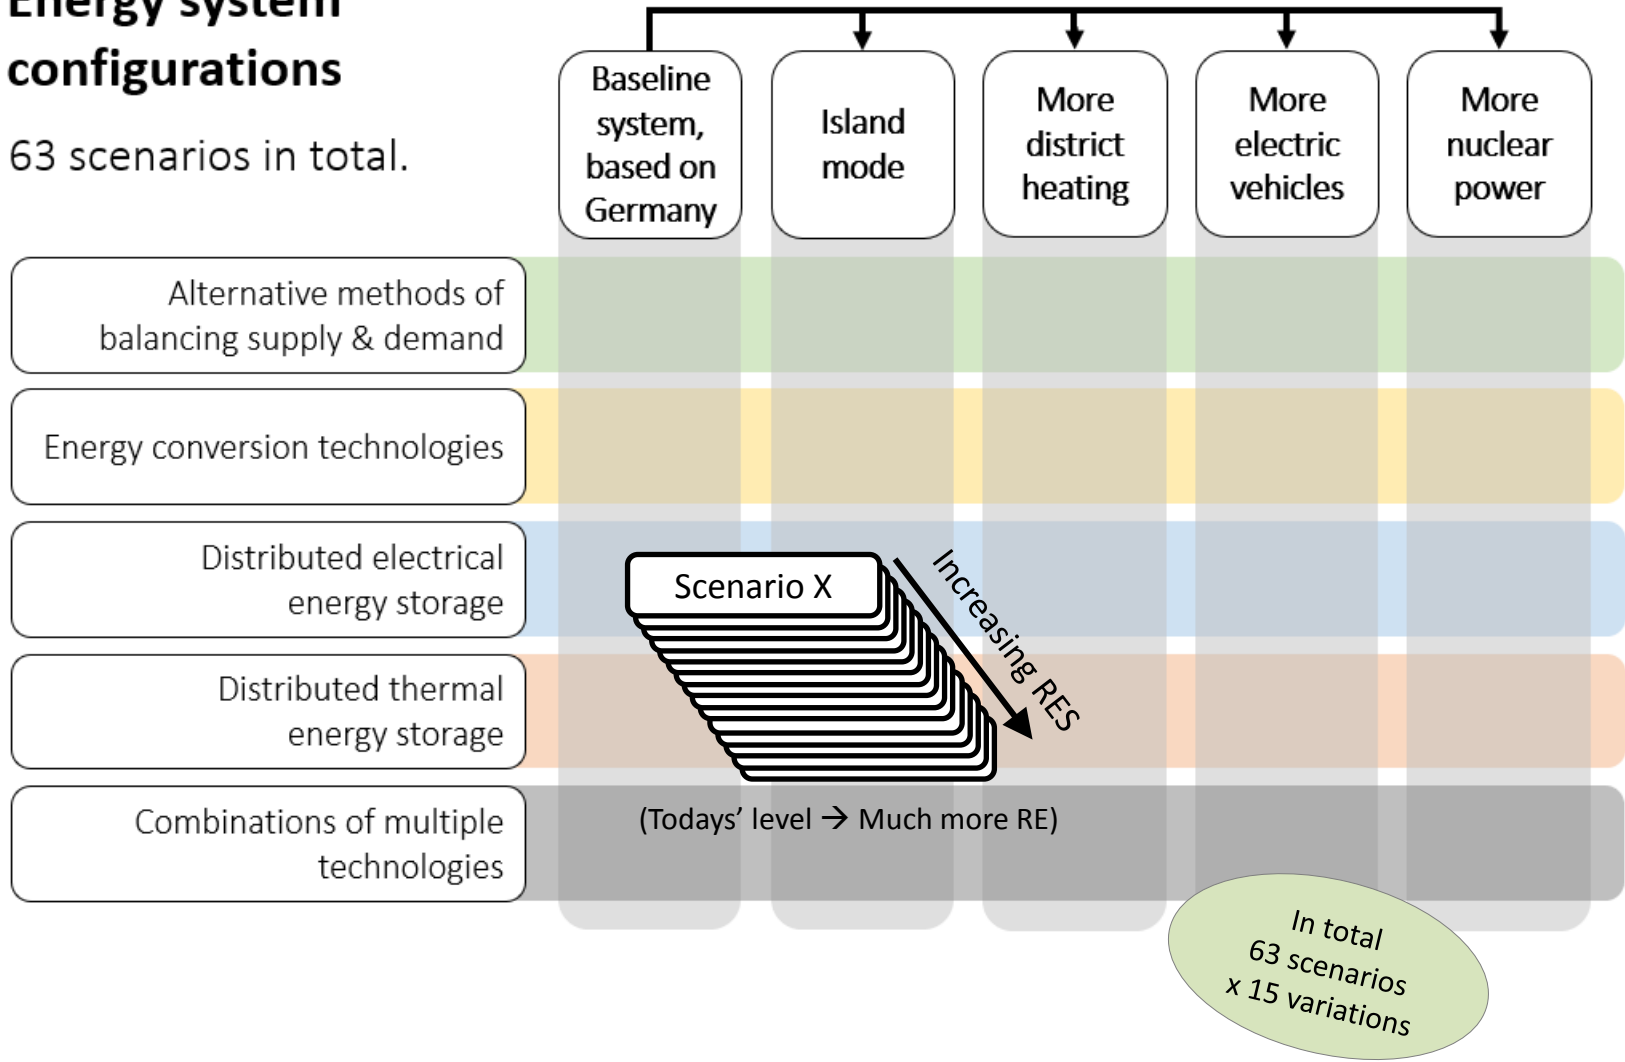 Energy system
configurations
63 scenarios in total.
Baseline
system,
based on
Germany
Island
mode
More
district
heating
More
electric
vehicles
More
nuclear
power
Alternative methods of
balancing supply & demand
Energy conversion technologies
Distributed electrical
energy storage
Scenario X
Increasing RES
Distributed thermal
energy storage
Combinations of multiple
technologies
(Todays’ level → Much more RE)
In total
63 scenarios
x 15 variations